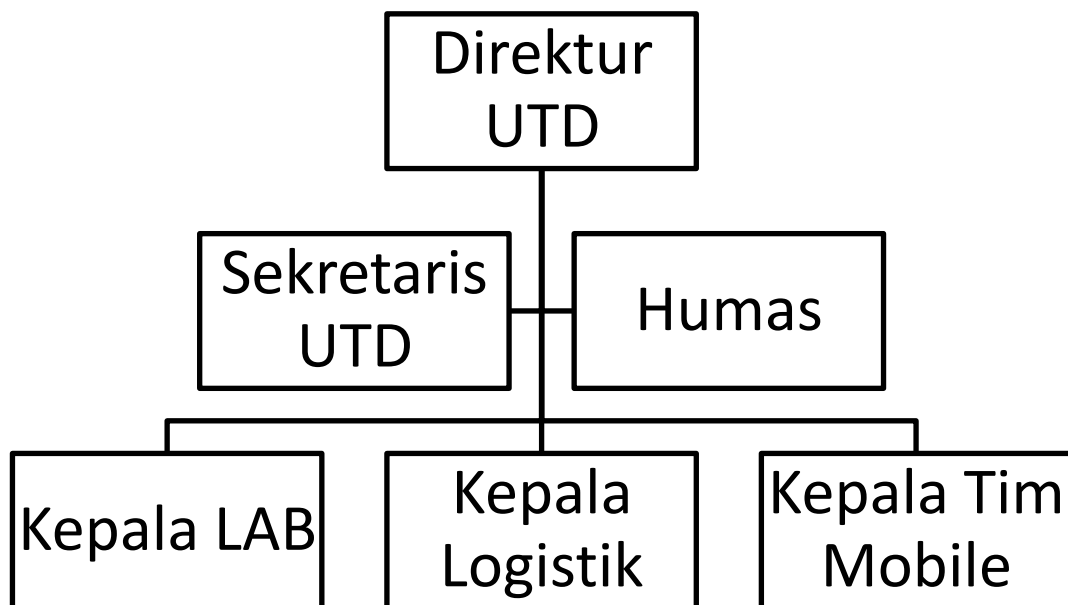 Direktur
UTD
Sekretaris
UTD
Humas
Kepala LAB
Kepala
Logistik
Kepala Tim
Mobile